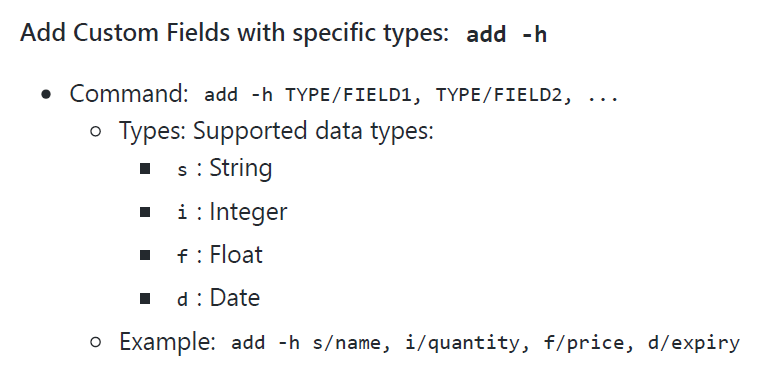 Add Custom Fields with specific types: add -h
• Command: add -h TYPE/FIELD1, TYPE/FIELD2, ...
○ Types: Supported data types:
■ s : String
■ i : Integer
■ f : Float
■ d : Date
○ Example: add -h s/name, i/quantity, f/price, d/expiry